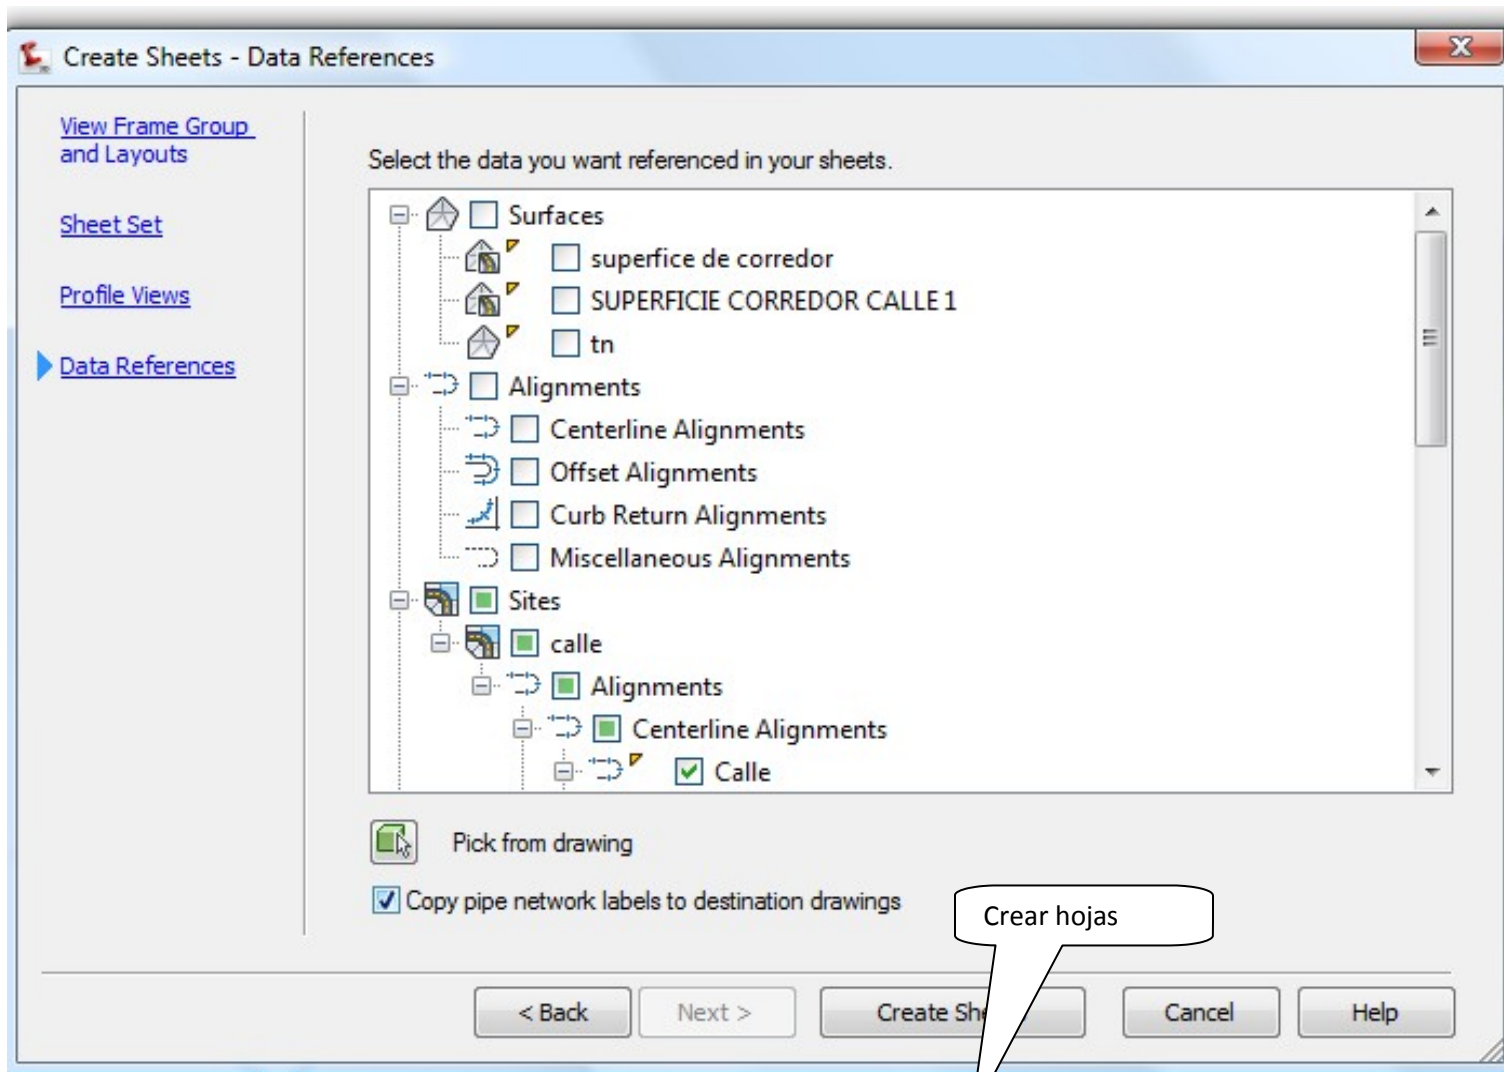 Create Sheets - Data References
View Frame Group
and Layouts
Sheet Set
Profile Views
Data References
Select the data you want referenced in your sheets.
Surfaces
superfice de corredor
SUPERFICIE CORREDOR CALLE 1
tn
Alignments
Centerline Alignments
Offset Alignments
Curb Return Alignments
Miscellaneous Alignments
Sites
calle
Alignments
Centerline Alignments
Calle
Pick from drawing
Copy pipe network labels to destination drawings
Crear hojas
< Back
Next >
Create
Cancel
Help